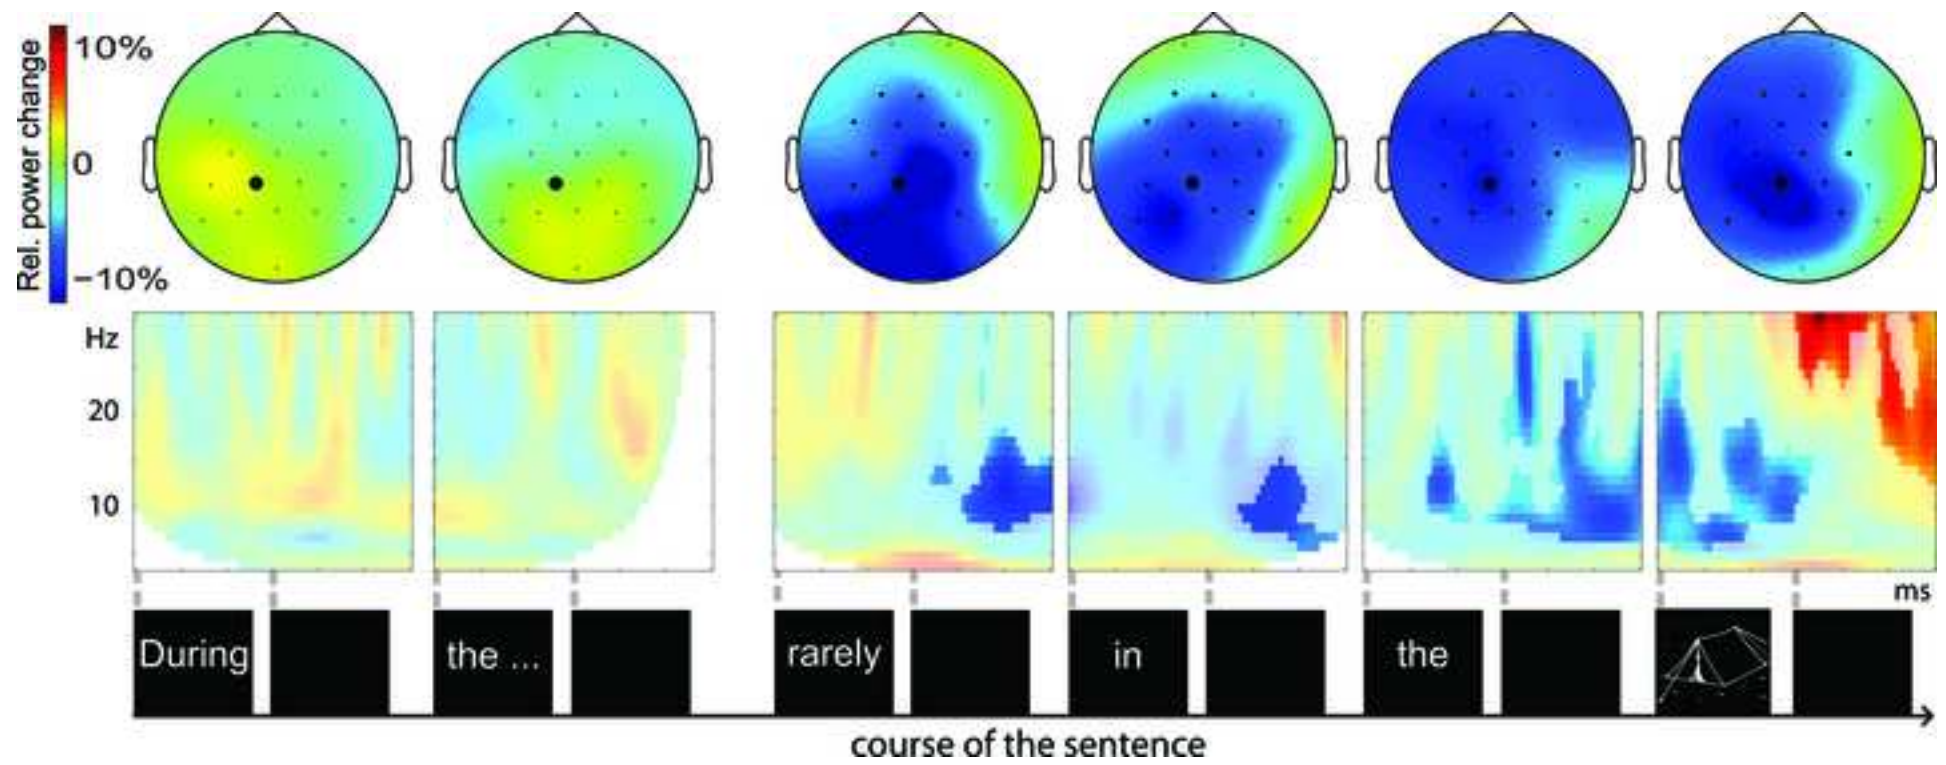 Rel. power change
10%
0
−10%
Hz
20
10
ms
During
the ...
rarely
in
the
course of the sentence